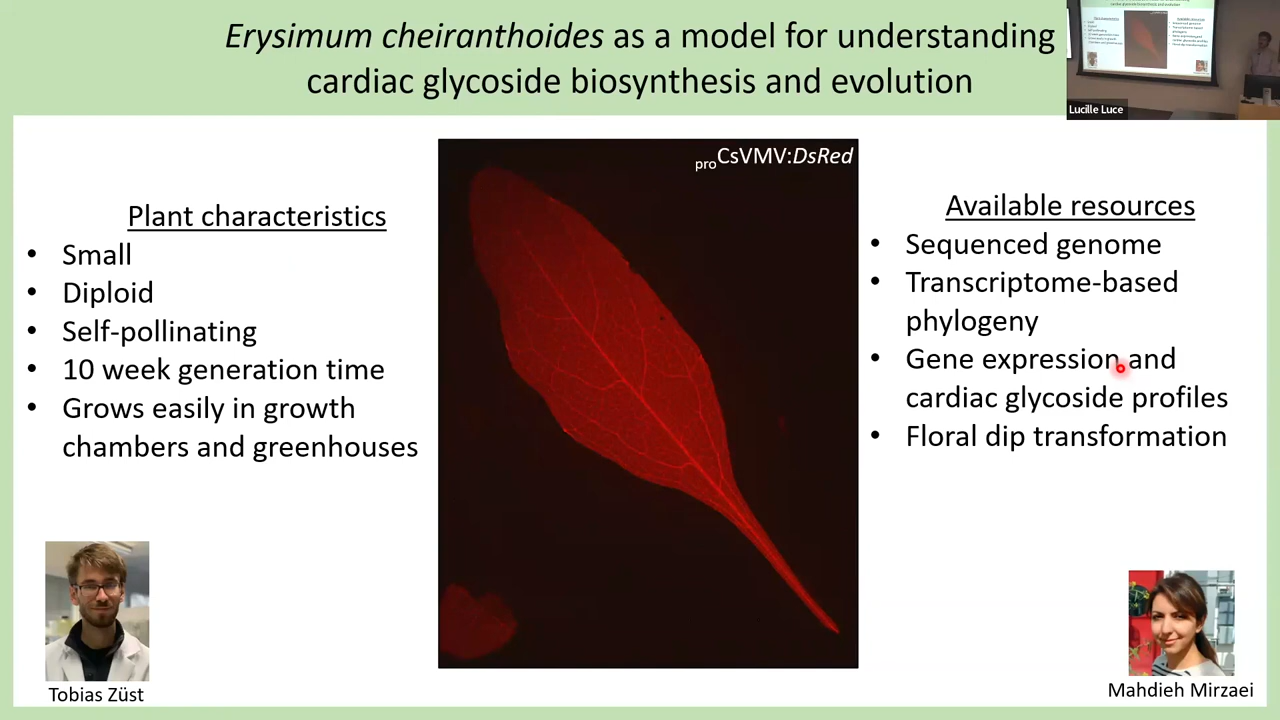 Erysimum cheiranthoides as a model for understanding
cardiac glycoside biosynthesis and evolution
Lucille Luce
proCsVMV:DsRed
Plant characteristics
• Small
• Diploid
• Self-pollinating
• 10 week generation time
• Grows easily in growth
chambers and greenhouses
Available resources
• Sequenced genome
• Transcriptome-based
phylogeny
• Gene expression and
cardiac glycoside profiles
• Floral dip transformation
Tobias Züst
Mahdieh Mirzaei